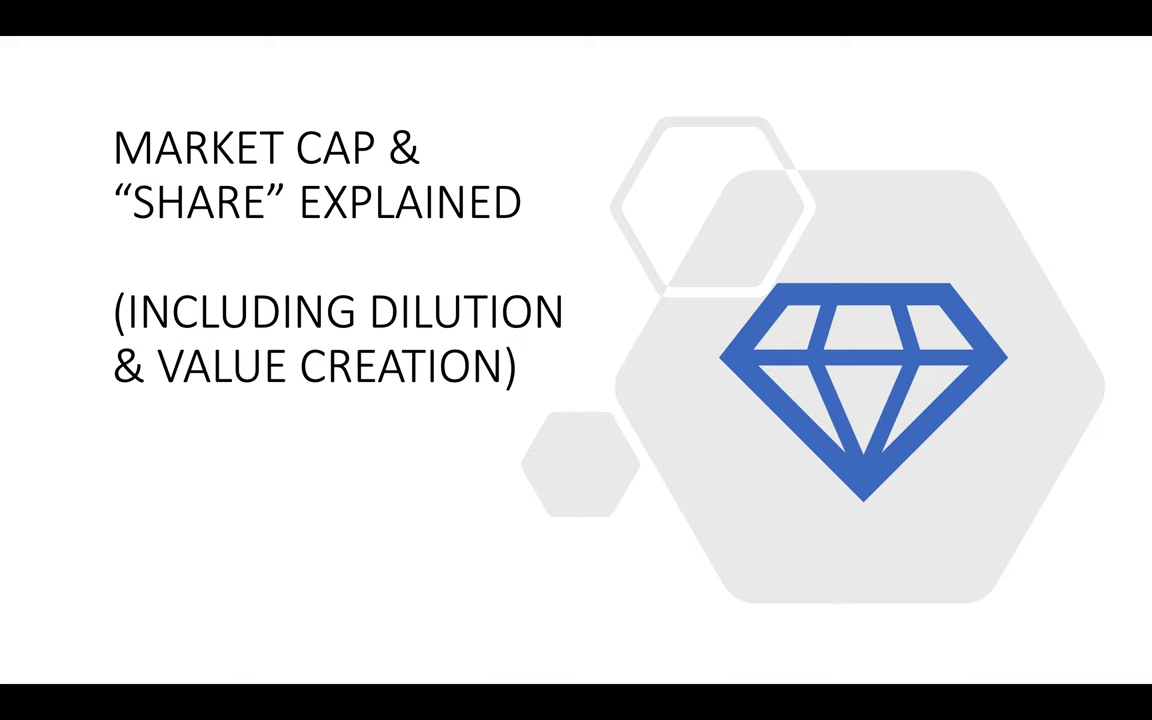 MARKET CAP &
“SHARE” EXPLAINED
(INCLUDING DILUTION
& VALUE CREATION)